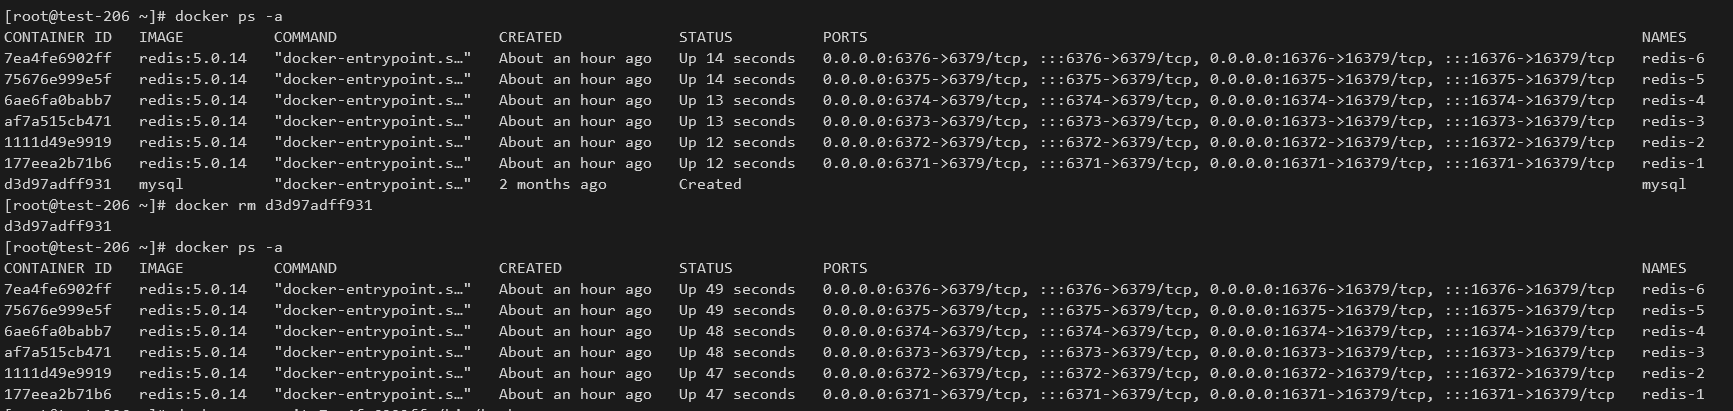 [root@test-206 ~]# docker ps -a
CONTAINER ID   IMAGE          COMMAND                  CREATED             STATUS          PORTS                                                                                      NAMES
7ea4fe6902ff   redis:5.0.14   "docker-entrypoint.s…"   About an hour ago   Up 14 seconds   0.0.0.0:6376->6379/tcp, :::6376->6379/tcp, 0.0.0.0:16376->16379/tcp, :::16376->16379/tcp   redis-6
75676e999e5f   redis:5.0.14   "docker-entrypoint.s…"   About an hour ago   Up 14 seconds   0.0.0.0:6375->6379/tcp, :::6375->6379/tcp, 0.0.0.0:16375->16379/tcp, :::16375->16379/tcp   redis-5
6ae6fa0babb7   redis:5.0.14   "docker-entrypoint.s…"   About an hour ago   Up 13 seconds   0.0.0.0:6374->6379/tcp, :::6374->6379/tcp, 0.0.0.0:16374->16379/tcp, :::16374->16379/tcp   redis-4
af7a515cb471   redis:5.0.14   "docker-entrypoint.s…"   About an hour ago   Up 13 seconds   0.0.0.0:6373->6379/tcp, :::6373->6379/tcp, 0.0.0.0:16373->16379/tcp, :::16373->16379/tcp   redis-3
1111d49e9919   redis:5.0.14   "docker-entrypoint.s…"   About an hour ago   Up 12 seconds   0.0.0.0:6372->6379/tcp, :::6372->6379/tcp, 0.0.0.0:16372->16379/tcp, :::16372->16379/tcp   redis-2
177eea2b71b6   redis:5.0.14   "docker-entrypoint.s…"   About an hour ago   Up 12 seconds   0.0.0.0:6371->6379/tcp, :::6371->6379/tcp, 0.0.0.0:16371->16379/tcp, :::16371->16379/tcp   redis-1
d3d97adff931   mysql          "docker-entrypoint.s…"   2 months ago        Created                                                                                                    mysql
[root@test-206 ~]# docker rm d3d97adff931
d3d97adff931
[root@test-206 ~]# docker ps -a
CONTAINER ID   IMAGE          COMMAND                  CREATED             STATUS          PORTS                                                                                      NAMES
7ea4fe6902ff   redis:5.0.14   "docker-entrypoint.s…"   About an hour ago   Up 49 seconds   0.0.0.0:6376->6379/tcp, :::6376->6379/tcp, 0.0.0.0:16376->16379/tcp, :::16376->16379/tcp   redis-6
75676e999e5f   redis:5.0.14   "docker-entrypoint.s…"   About an hour ago   Up 49 seconds   0.0.0.0:6375->6379/tcp, :::6375->6379/tcp, 0.0.0.0:16375->16379/tcp, :::16375->16379/tcp   redis-5
6ae6fa0babb7   redis:5.0.14   "docker-entrypoint.s…"   About an hour ago   Up 48 seconds   0.0.0.0:6374->6379/tcp, :::6374->6379/tcp, 0.0.0.0:16374->16379/tcp, :::16374->16379/tcp   redis-4
af7a515cb471   redis:5.0.14   "docker-entrypoint.s…"   About an hour ago   Up 48 seconds   0.0.0.0:6373->6379/tcp, :::6373->6379/tcp, 0.0.0.0:16373->16379/tcp, :::16373->16379/tcp   redis-3
1111d49e9919   redis:5.0.14   "docker-entrypoint.s…"   About an hour ago   Up 47 seconds   0.0.0.0:6372->6379/tcp, :::6372->6379/tcp, 0.0.0.0:16372->16379/tcp, :::16372->16379/tcp   redis-2
177eea2b71b6   redis:5.0.14   "docker-entrypoint.s…"   About an hour ago   Up 47 seconds   0.0.0.0:6371->6379/tcp, :::6371->6379/tcp, 0.0.0.0:16371->16379/tcp, :::16371->16379/tcp   redis-1